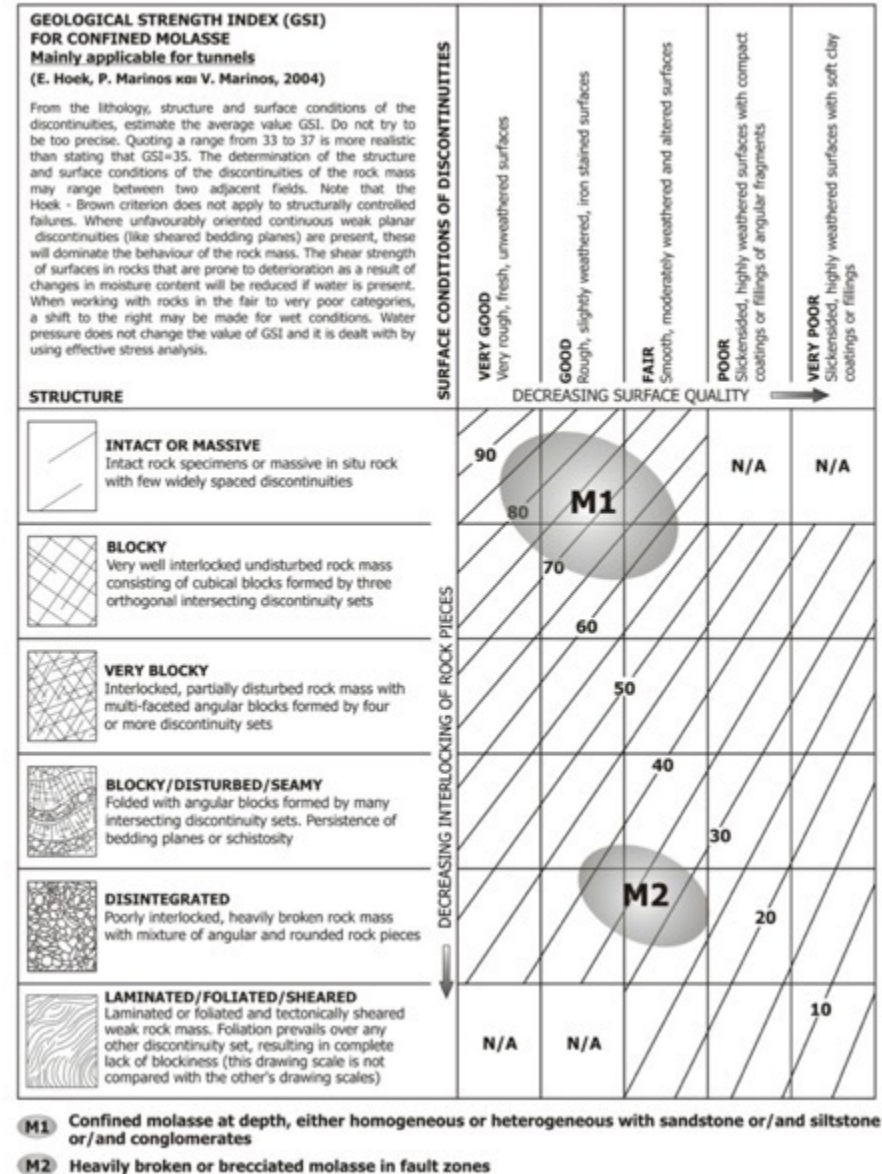 GEOLOGICAL STRENGTH INDEX (GSI)
FOR CONFINED MOLASSE
Mainly applicable for tunnels
(E. Hoek, P. Marinos και V. Marinos, 2004)
From the lithology, structure and surface conditions of the
discontinuities, estimate the average value GSI. Do not try to
be too precise. Quoting a range from 33 to 37 is more realistic
than stating that GSI=35. The determination of the structure
and surface conditions of the discontinuities of the rock mass
may range between two adjacent fields. Note that the
Hoek - Brown criterion does not apply to structurally controlled
failures. Where unfavourably oriented continuous weak planar
discontinuities (like sheared bedding planes) are present, these
will dominate the behaviour of the rock mass. The shear strength
of surfaces in rocks that are prone to deterioration as a result of
changes in moisture content will be reduced if water is present.
When working with rocks in the fair to very poor categories,
a shift to the right may be made for wet conditions. Water
pressure does not change the value of GSI and it is dealt with by
using effective stress analysis.
STRUCTURE
SURFACE CONDITIONS OF DISCONTINUITIES
VERY GOOD
Very rough, fresh, unweathered surfaces
GOOD
Rough, slightly weathered, iron stained surfaces
FAIR
Smooth, moderately weathered and altered surfaces
POOR
Slickensided, highly weathered surfaces with compact
coatings or fillings of angular fragments
VERY POOR
Slickensided, highly weathered surfaces with soft clay
coatings or fillings
DECREASING SURFACE QUALITY
INTACT OR MASSIVE
Intact rock specimens or massive in situ rock
with few widely spaced discontinuities
BLOCKY
Very well interlocked undisturbed rock mass
consisting of cubical blocks formed by three
orthogonal intersecting discontinuity sets
VERY BLOCKY
Interlocked, partially disturbed rock mass with
multi-faceted angular blocks formed by four
or more discontinuity sets
BLOCKY/DISTURBED/SEAMY
Folded with angular blocks formed by many
intersecting discontinuity sets. Persistence of
bedding planes or schistosity
DISINTEGRATED
Poorly interlocked, heavily broken rock mass
with mixture of angular and rounded rock pieces
LAMINATED/FOLIATED/SHEARED
Laminated or foliated and tectonically sheared
weak rock mass. Foliation prevails over any
other discontinuity set, resulting in complete
lack of blockiness (this drawing scale is not
compared with the other's drawing scales)
DECREASING INTERLOCKING OF ROCK PIECES
90
N/A
N/A
80
M1
70
60
50
40
30
M2
20
10
N/A
N/A
M1 Confined molasse at depth, either homogeneous or heterogeneous with sandstone or/and siltstone
or/and conglomerates
M2 Heavily broken or brecciated molasse in fault zones